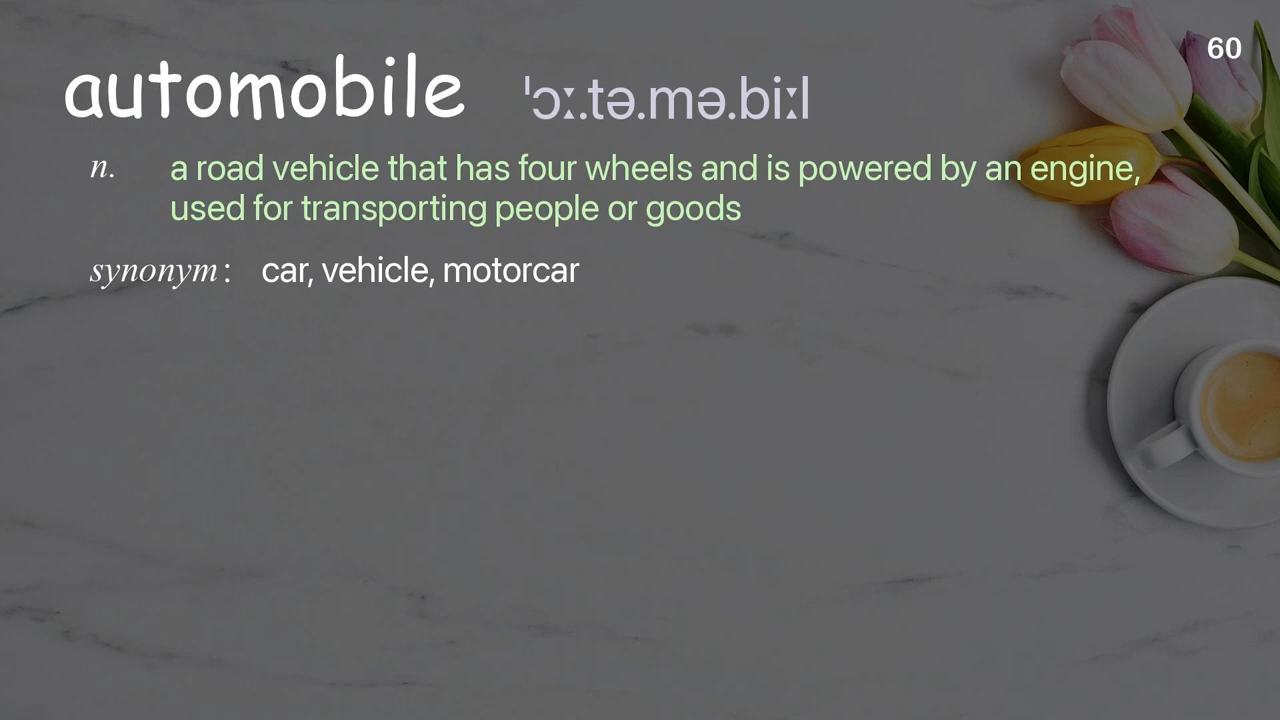 60
automobile ˈɔː.tə.mə.biːl
n. a road vehicle that has four wheels and is powered by an engine,
used for transporting people or goods
synonym: car, vehicle, motorcar